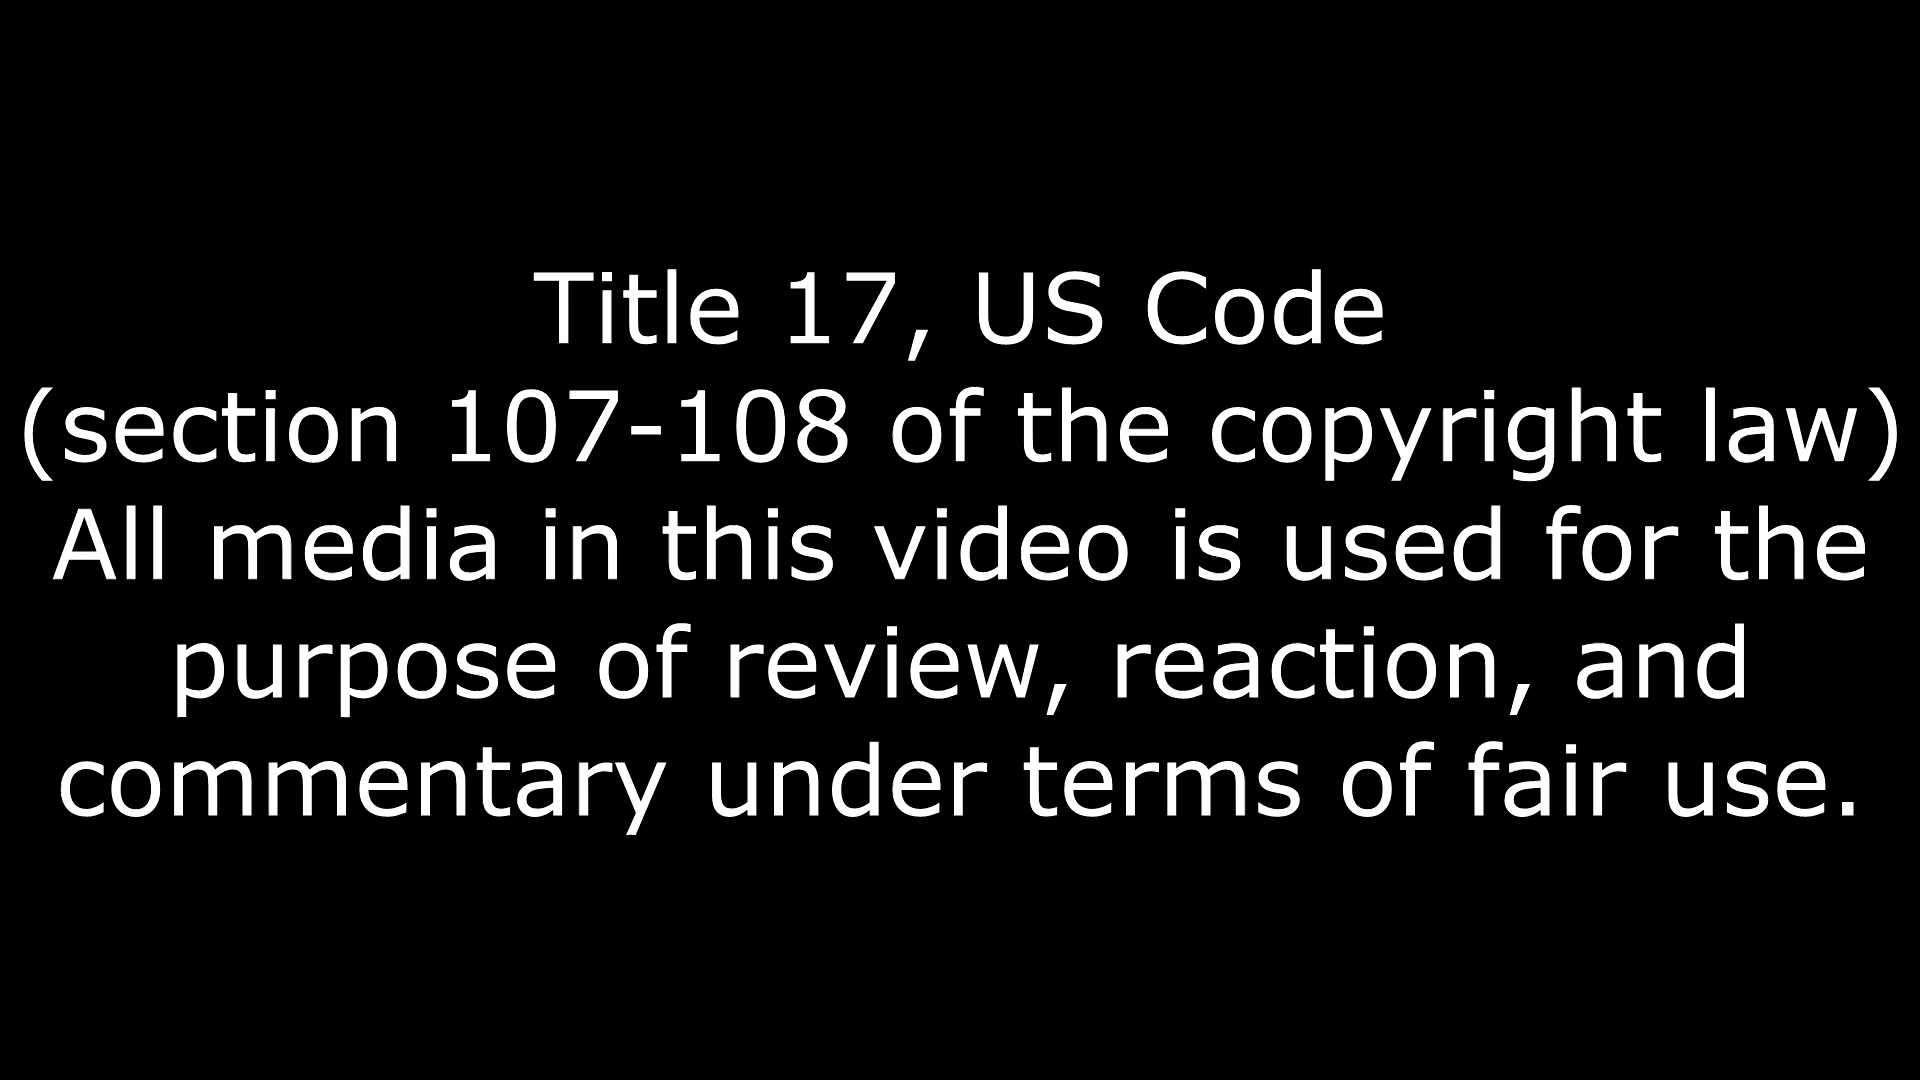 Title 17, US Code
(section 107-108 of the copyright law)
All media in this video is used for the
purpose of review, reaction, and
commentary under terms of fair use.